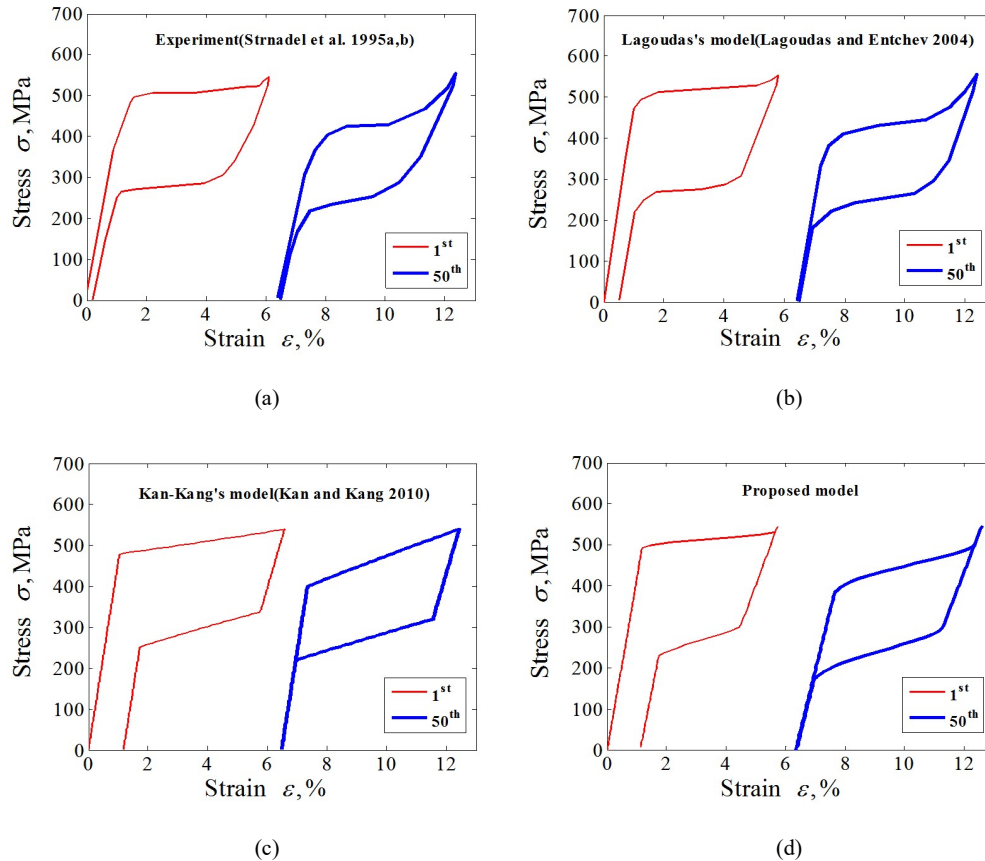 700
600
500
400
300
200
100
0
Stress σ, MPa
Experiment(Strnadel et al. 1995a,b)
1st
50th
0 2 4 6 8 10 12
Strain ε,%
(a)
700
600
500
400
300
200
100
0
Stress σ, MPa
Lagoudas's model(Lagoudas and Entchev 2004)
1st
50th
0 2 4 6 8 10 12
Strain ε,%
(b)
700
600
500
400
300
200
100
0
Stress σ, MPa
Kan-Kang's model(Kan and Kang 2010)
1st
50th
0 2 4 6 8 10 12
Strain ε,%
(c)
700
600
500
400
300
200
100
0
Stress σ, MPa
Proposed model
1st
50th
0 2 4 6 8 10 12
Strain ε,%
(d)